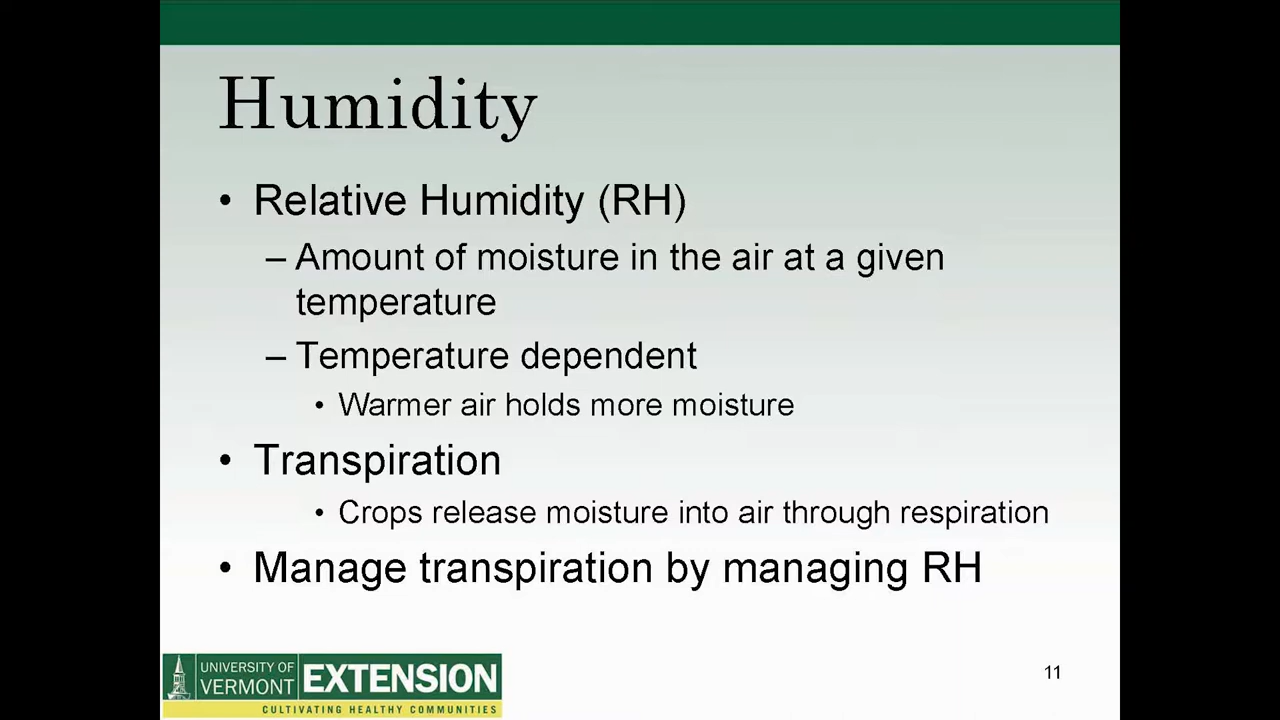 Humidity
• Relative Humidity (RH)
– Amount of moisture in the air at a given
temperature
– Temperature dependent
• Warmer air holds more moisture
• Transpiration
• Crops release moisture into air through respiration
• Manage transpiration by managing RH
UNIVERSITY OF
VERMONT
EXTENSION
CULTIVATING HEALTHY COMMUNITIES
11